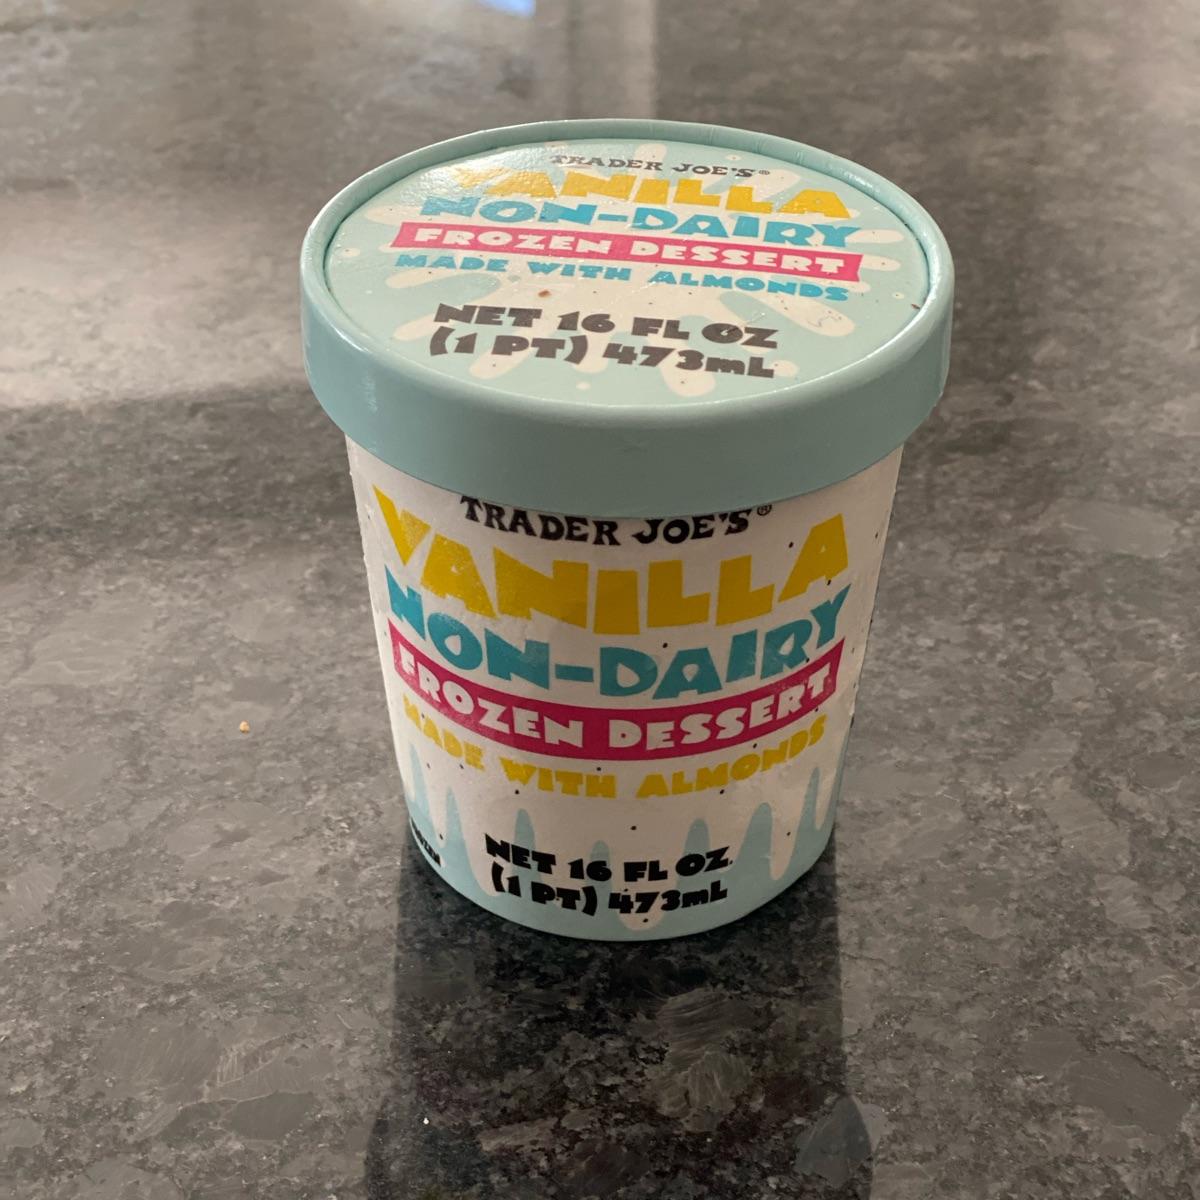 TRADER JOE'S®
VANILLA
NON-DAIRY
FROZEN DESSERT
MADE WITH ALMONDS
NET 16 FL OZ
(1 PT) 473mL
TRADER JOE'S®
VANILLA
NON-DAIRY
FROZEN DESSERT
MADE WITH ALMONDS
NET 16 FL OZ
(1 PT) 473mL